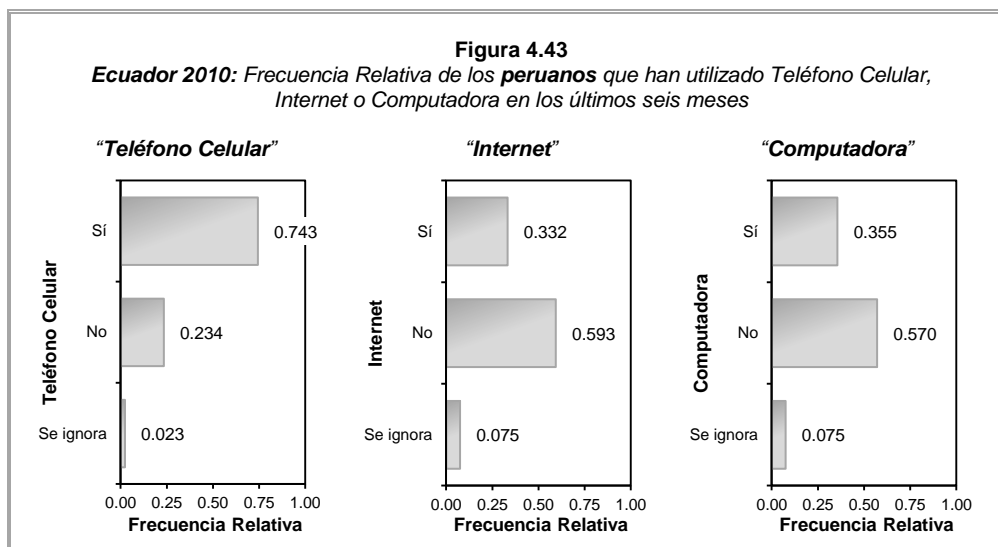 Figura 4.43
Ecuador 2010: Frecuencia Relativa de los peruanos que han utilizado Teléfono Celular,
Internet o Computadora en los últimos seis meses
“Teléfono Celular”
Teléfono Celular
Sí
0.743
No
0.234
Se ignora
0.023
0.00 0.25 0.50 0.75 1.00
Frecuencia Relativa
“Internet”
Internet
Sí
0.332
No
0.593
Se ignora
0.075
0.00 0.25 0.50 0.75 1.00
Frecuencia Relativa
“Computadora”
Computadora
Sí
0.355
No
0.570
Se ignora
0.075
0.00 0.25 0.50 0.75 1.00
Frecuencia Relativa